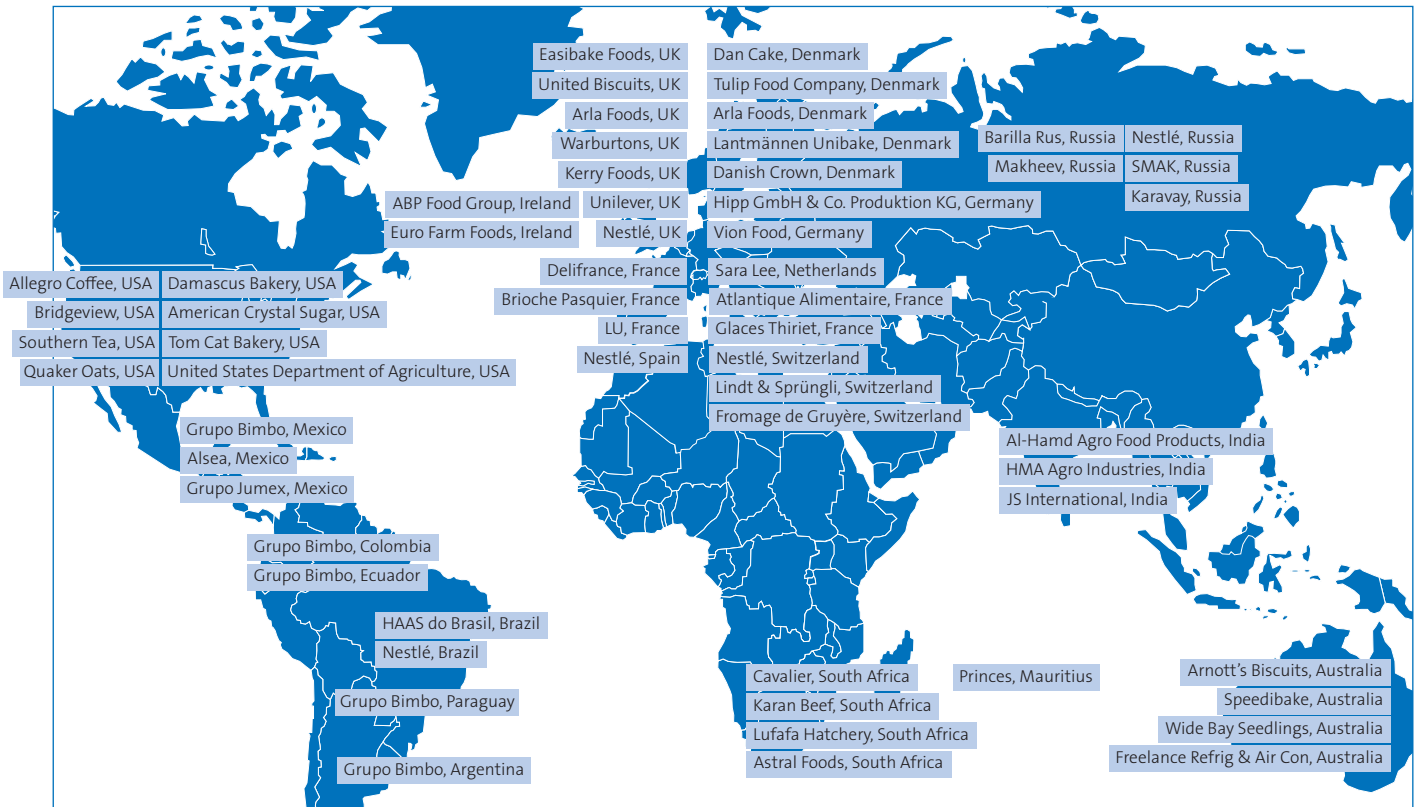 Easibake Foods, UK
United Biscuits, UK
Arla Foods, UK
Warburtons, UK
Kerry Foods, UK
Unilever, UK
Nestlé, UK
ABP Food Group, Ireland
Euro Farm Foods, Ireland
Dan Cake, Denmark
Tulip Food Company, Denmark
Arla Foods, Denmark
Lantmännen Unibake, Denmark
Danish Crown, Denmark
Hipp GmbH & Co. Produktion KG, Germany
Vion Food, Germany
Barilla Rus, Russia
Makheev, Russia
Nestlé, Russia
SMAK, Russia
Karavay, Russia
Delifrance, France
Brioche Pasquier, France
LU, France
Nestlé, Spain
Sara Lee, Netherlands
Atlantique Alimentaire, France
Glaces Thiriet, France
Nestlé, Switzerland
Lindt & Sprüngli, Switzerland
Fromage de Gruyère, Switzerland
Allegro Coffee, USA
Bridgeview, USA
Southern Tea, USA
Quaker Oats, USA
Damascus Bakery, USA
American Crystal Sugar, USA
Tom Cat Bakery, USA
United States Department of Agriculture, USA
Grupo Bimbo, Mexico
Alsea, Mexico
Grupo Jumex, Mexico
Al-Hamd Agro Food Products, India
HMA Agro Industries, India
JS International, India
Grupo Bimbo, Colombia
Grupo Bimbo, Ecuador
HAAS do Brasil, Brazil
Nestlé, Brazil
Grupo Bimbo, Paraguay
Grupo Bimbo, Argentina
Cavalier, South Africa
Karan Beef, South Africa
Lufafa Hatchery, South Africa
Astral Foods, South Africa
Princes, Mauritius
Arnott’s Biscuits, Australia
Speedibake, Australia
Wide Bay Seedlings, Australia
Freelance Refrig & Air Con, Australia